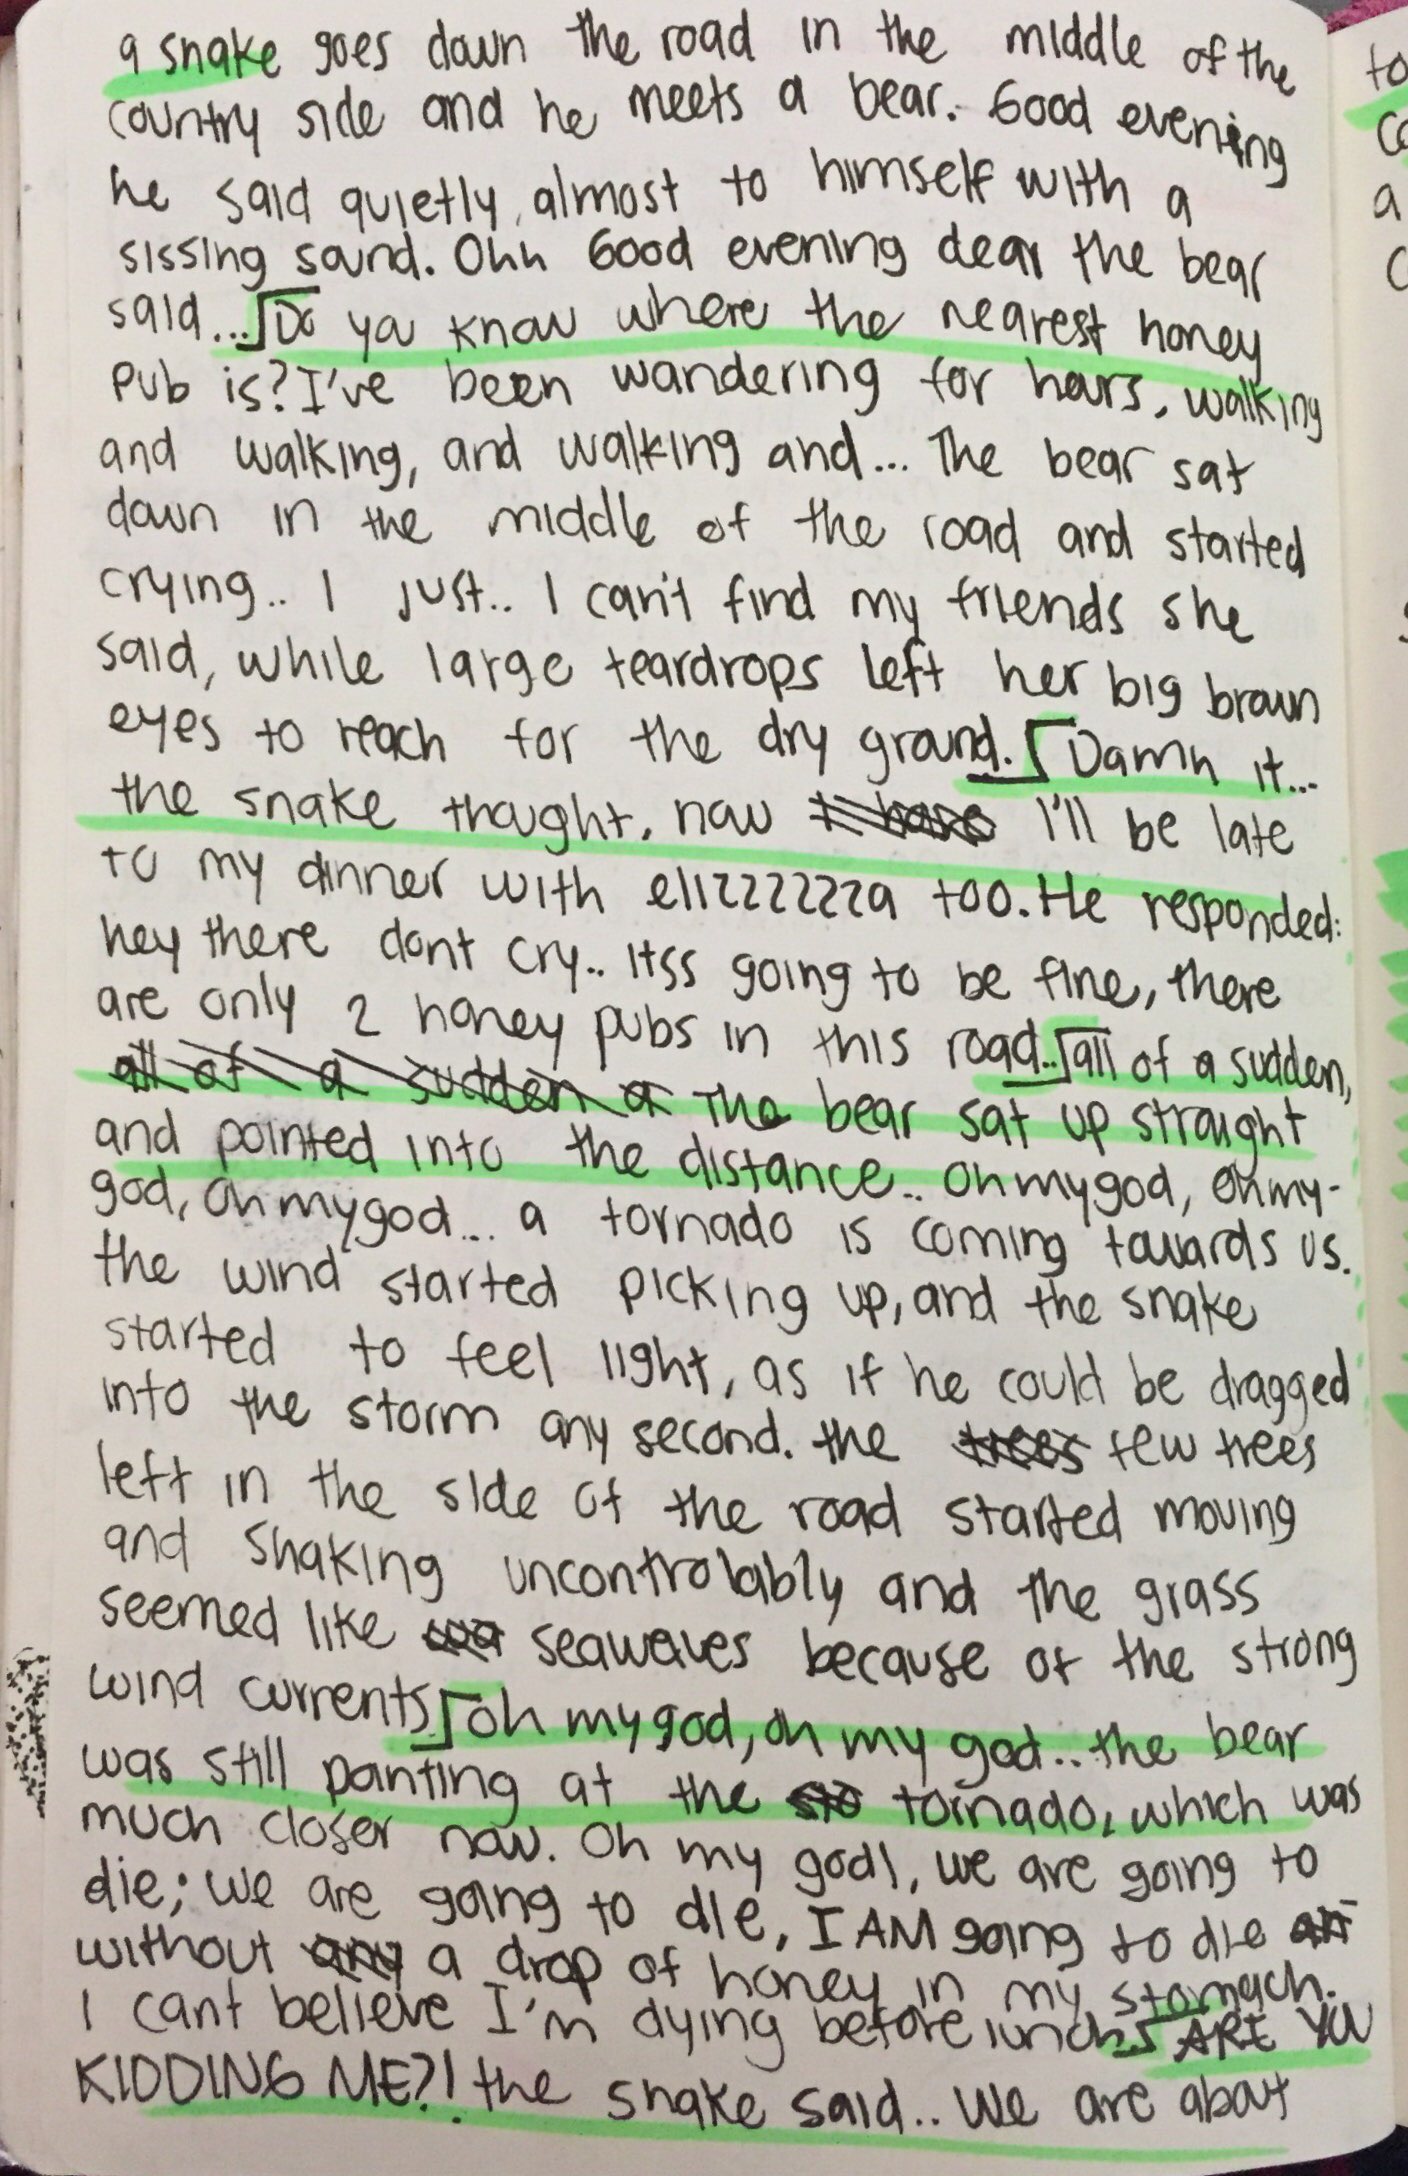 a snake goes down the road in the middle of the
country side and he meets a bear. Good evening
he said quietly, almost to himself with a
sissing sound. Ohh Good evening dear the bear
said... Do you know where the nearest honey
pub is? I've been wandering for hours, walking
and walking, and walking and... The bear sat
down in the middle of the road and started
crying.. I just.. I can't find my friends she
said, while large teardrops left her big brown
eyes to reach for the dry ground. Damn it...
the snake thought, now I have I'll be late
to my dinner with elizzzzzza too. He responded:
hey there dont cry.. Itss going to be fine, there
are only 2 honey pubs in this road.. all of a sudden,
all of a sudden a The bear sat up straight
and pointed into the distance.. Oh my god, Oh my-
god, Oh my god... a tornado is coming towards us.
the wind started picking up, and the snake
started to feel light, as if he could be dragged
into the storm any second. the trees few trees
left in the side of the road started moving
and shaking uncontrolably and the grass
seemed like wa seawaves because of the strong
wind currents oh my god, oh my god.. the bear
was still pointing at the sto tornado, which was
much closer now. Oh my god!, we are going to
die; we are going to die, I AM going to die
without any a drop of honey in my stomach.
I cant believe I'm dying before lunch. ARE YOU
KIDDING ME?! the snake said.. We are about
to
a